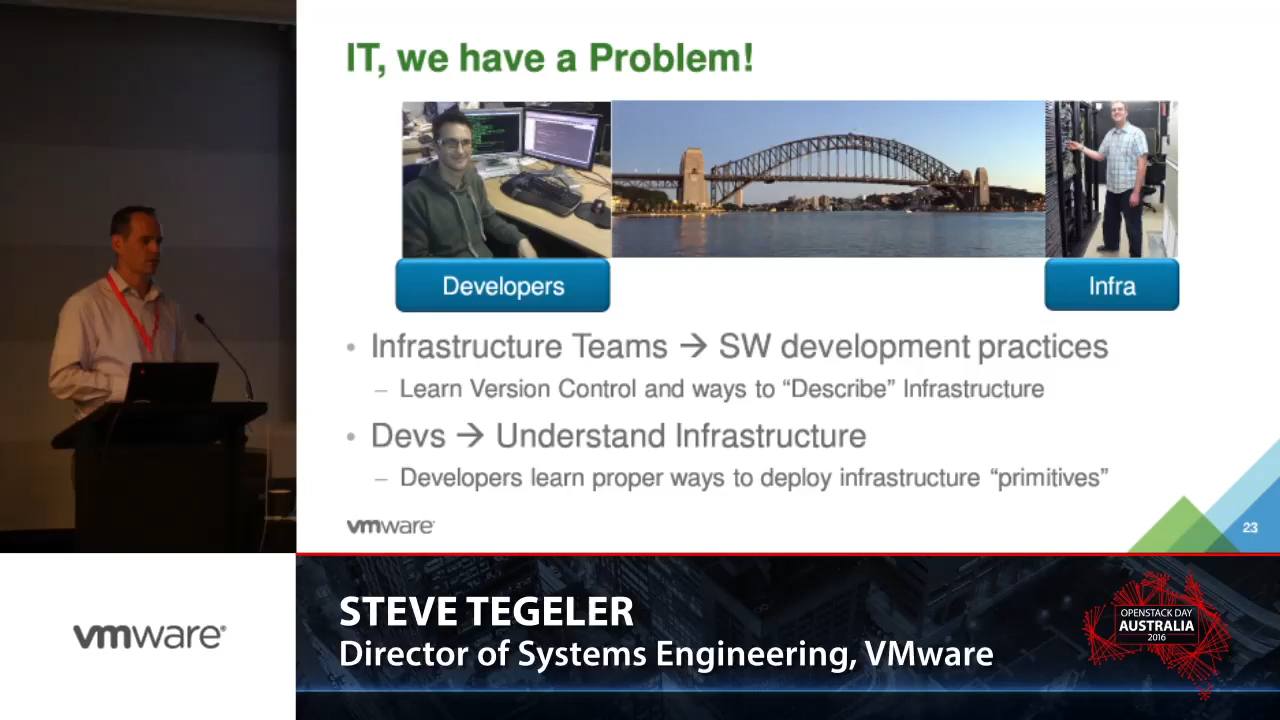 IT, we have a Problem!
Developers
Infra
• Infrastructure Teams → SW development practices
– Learn Version Control and ways to “Describe” Infrastructure
• Devs → Understand Infrastructure
– Developers learn proper ways to deploy infrastructure “primitives”
vmware
23
STEVE TEGELER
Director of Systems Engineering, VMware
vmware
OPENSTACK DAY
AUSTRALIA
2016